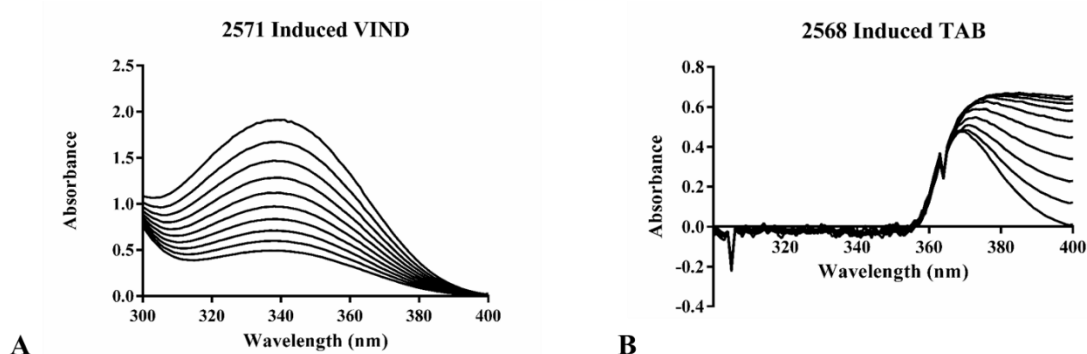 2571 Induced VIND
2.5
2.0
1.5
1.0
0.5
0.0
300 320 340 360 380 400
Absorbance
Wavelength (nm)
A
2568 Induced TAB
0.8
0.6
0.4
0.2
0.0
-0.2
-0.4
320 340 360 380 400
Absorbance
Wavelength (nm)
B